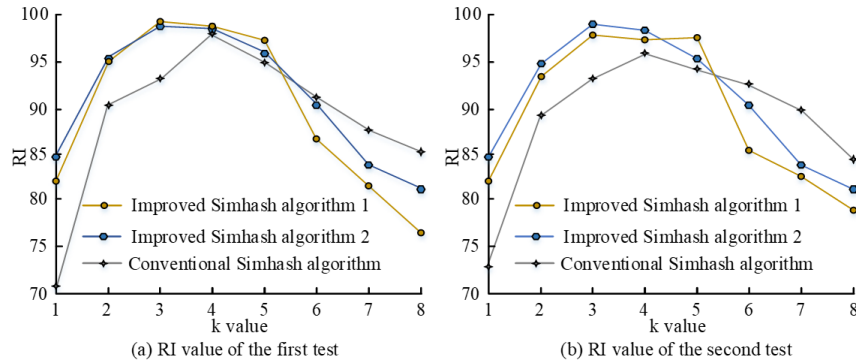 100
95
90
85
80
75
70
RI
Improved Simhash algorithm 1
Improved Simhash algorithm 2
Conventional Simhash algorithm
1 2 3 4 5 6 7 8
k value
(a) RI value of the first test
100
95
90
85
80
75
70
RI
Improved Simhash algorithm 1
Improved Simhash algorithm 2
Conventional Simhash algorithm
1 2 3 4 5 6 7 8
k value
(b) RI value of the second test